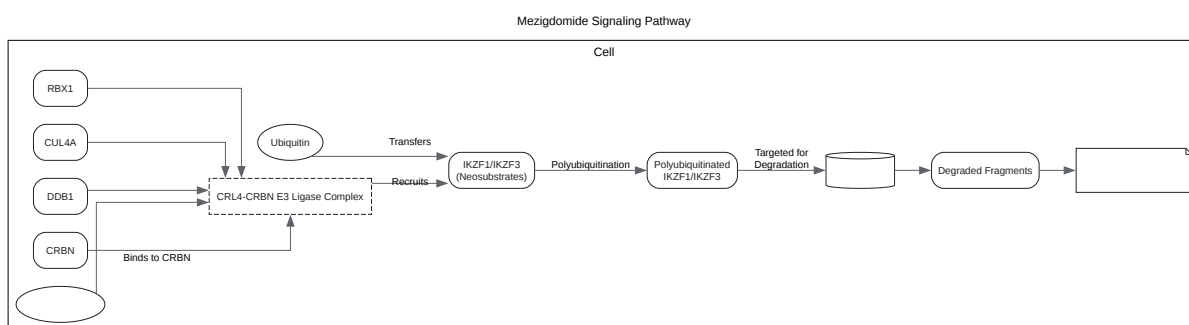 Mezigdomide Signaling Pathway
Cell
RBX1
CUL4A
Ubiquitin
Transfers
IKZF1/IKZF3
(Neosubstrates)
Polyubiquitination
Polyubiquitinated
IKZF1/IKZF3
Targeted for
Degradation
Degraded Fragments
Recruits
DDB1
CRL4-CRBN E3 Ligase Complex
CRBN
Binds to CRBN